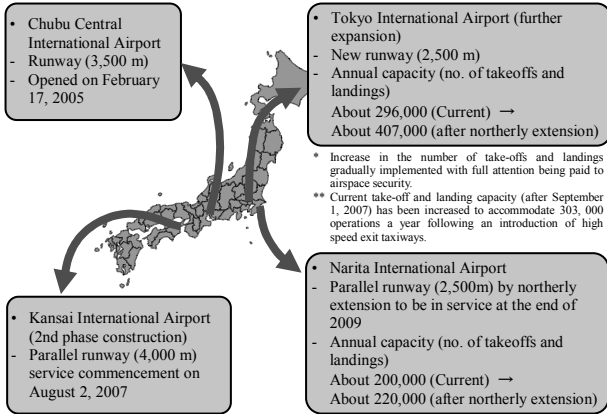 • Chubu Central
International Airport
- Runway (3,500 m)
- Opened on February
17, 2005
• Tokyo International Airport (further
expansion)
- New runway (2,500 m)
- Annual capacity (no. of takeoffs and
landings)
About 296,000 (Current) →
About 407,000 (after northerly extension)
* Increase in the number of take-offs and landings
gradually implemented with full attention being paid to
airspace security.
** Current take-off and landing capacity (after September
1, 2007) has been increased to accommodate 303, 000
operations a year following an introduction of high
speed exit taxiways.
• Narita International Airport
- Parallel runway (2,500m) by northerly
extension to be in service at the end of
2009
- Annual capacity (no. of takeoffs and
landings)
About 200,000 (Current) →
About 220,000 (after northerly extension)
• Kansai International Airport
(2nd phase construction)
- Parallel runway (4,000 m)
service commencement on
August 2, 2007